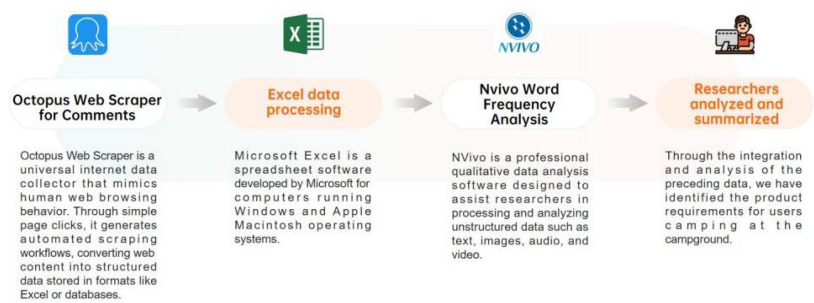 NVIVO
Octopus Web Scraper
for Comments
Excel data
processing
Nvivo Word
Frequency
Analysis
Researchers
analyzed and
summarized
Octopus Web Scraper is a
universal internet data
collector that mimics
human web browsing
behavior. Through simple
page clicks, it generates
automated scraping
workflows, converting web
content into structured
data stored in formats like
Excel or databases.
Microsoft Excel is a
spreadsheet software
developed by Microsoft for
computers running
Windows and Apple
Macintosh operating
systems.
NVivo is a professional
qualitative data analysis
software designed to
assist researchers in
processing and analyzing
unstructured data such as
text, images, audio, and
video.
Through the integration
and analysis of the
preceding data, we have
identified the product
requirements for users
camping at the
campground.